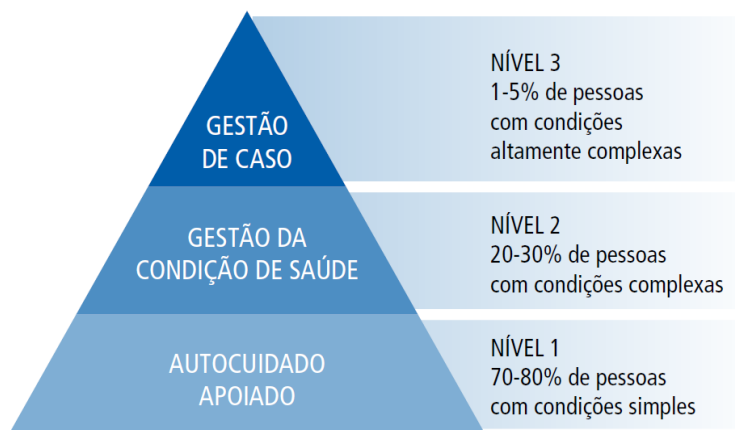 GESTÃO
DE CASO
NÍVEL 3
1-5% de pessoas
com condições
altamente complexas
GESTÃO DA
CONDIÇÃO DE SAÚDE
NÍVEL 2
20-30% de pessoas
com condições complexas
AUTOCUIDADO
APOIADO
NÍVEL 1
70-80% de pessoas
com condições simples